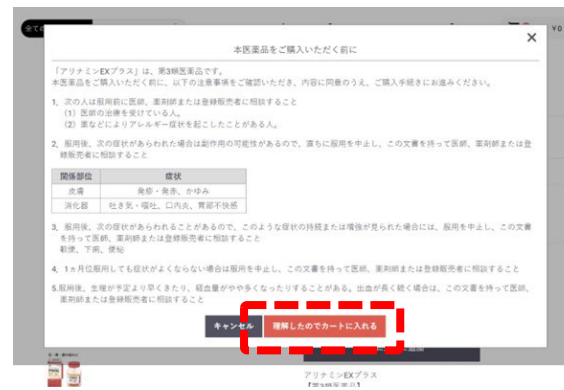 全ての
¥0
本医薬品をご購入いただく前に
「アリナミンEXプラス」は、第3類医薬品です。
本医薬品をご購入いただく前に、以下の注意事項をご確認いただき、内容に同意のうえ、ご購入手続きにお進みください。
1、次の人は服用前に医師、薬剤師または登録販売者に相談すること
（1）医師の治療を受けている人。
（2）薬などによりアレルギー症状を起こしたことがある人。
2、服用後、次の症状があらわれた場合は副作用の可能性があるので、直ちに服用を中止し、この文書を持って医師、薬剤師または登
録販売者に相談すること
関係部位 症状
皮膚 発疹・発赤、かゆみ
消化器 吐き気・嘔吐、口内炎、胃部不快感
3、服用後、次の症状があらわれることがあるので、このような症状の持続または増強が見られた場合には、服用を中止し、この文書
を持って医師、薬剤師または登録販売者に相談すること
軟便、下痢、便秘
4、1ヵ月位服用しても症状がよくならない場合は服用を中止し、この文書を持って医師、薬剤師または登録販売者に相談すること
5.服用後、生理が予定より早くきたり、経血量がやや多くなったりすることがある。出血が長く続く場合は、この文書を持って医師、
薬剤師または登録販売者に相談すること
キャンセル 理解したのでカートに入れる
アリナミンEXプラス
【第3類医薬品】